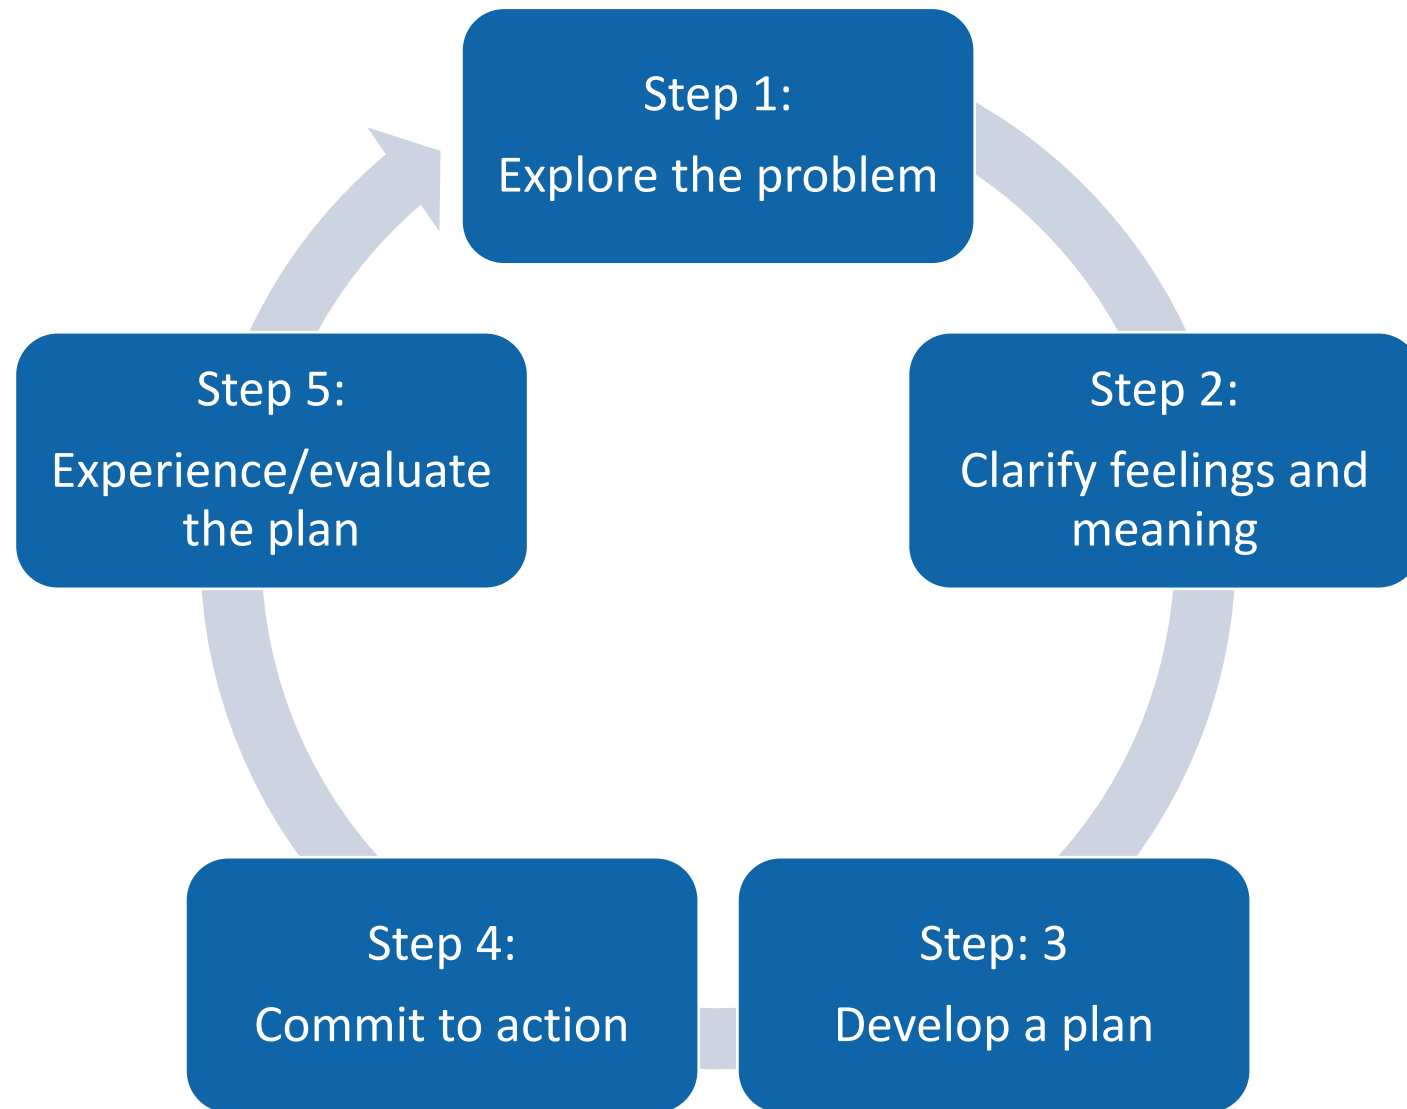 Step 1:
Explore the problem
Step 2:
Clarify feelings and
meaning
Step: 3
Develop a plan
Step 4:
Commit to action
Step 5:
Experience/evaluate
the plan